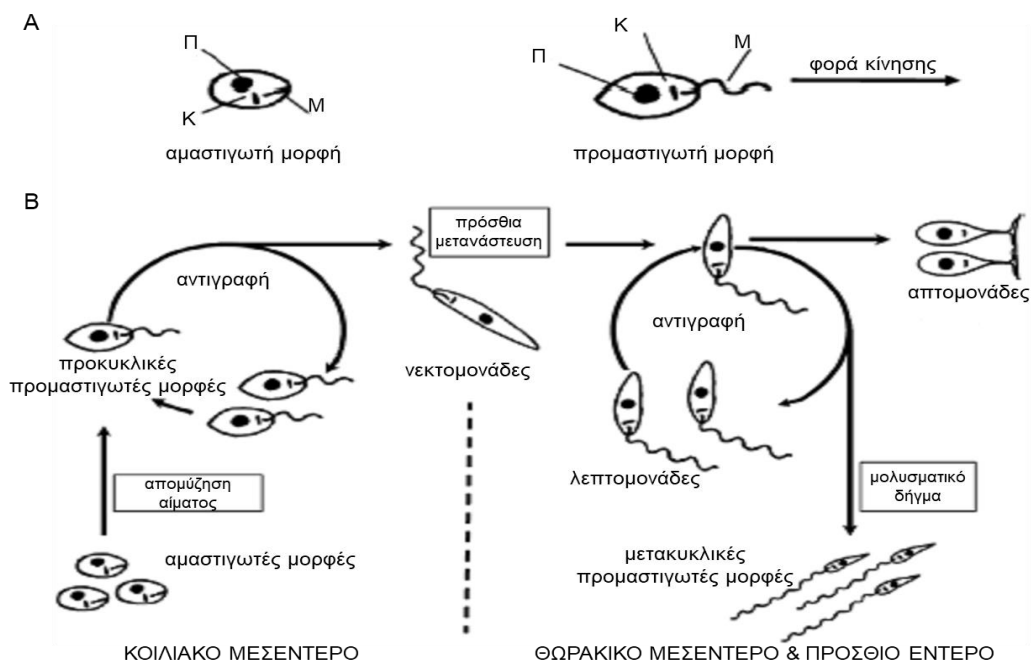 Α
Π
Κ
Μ
αμαστιγωτή μορφή
Π
Κ
Μ
φορά κίνησης
προμαστιγωτή μορφή
Β
αντιγραφή
προκυκλικές
προμαστιγωτές μορφές
απομύζηση
αίματος
αμαστιγωτές μορφές
πρόσθια
μετανάστευση
νεκτομονάδες
αντιγραφή
απτομονάδες
λεπτομονάδες
μολυσματικό
δήγμα
μετακυκλικές
προμαστιγωτές μορφές
ΚΟΙΛΙΑΚΟ ΜΕΣΕΝΤΕΡΟ
ΘΩΡΑΚΙΚΟ ΜΕΣΕΝΤΕΡΟ & ΠΡΟΣΘΙΟ ΕΝΤΕΡΟ